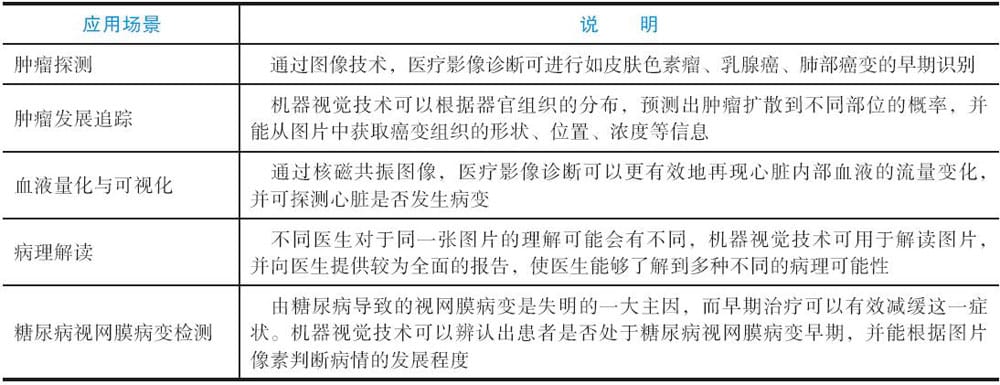 应用场景 说 明
肿瘤探测 通过图像技术，医疗影像诊断可进行如皮肤色素瘤、乳腺癌、肺部癌变的早期识别
肿瘤发展追踪 机器视觉技术可以根据器官组织的分布，预测出肿瘤扩散到不同部位的概率，并
能从图片中获取癌变组织的形状、位置、浓度等信息
血液量化与可视化 通过核磁共振图像，医疗影像诊断可以更有效地再现心脏内部血液的流量变化，
并可探测心脏是否发生病变
病理解读 不同医生对于同一张图片的理解可能会有不同，机器视觉技术可用于解读图片，
并向医生提供较为全面的报告，使医生能够了解到多种不同的病理可能性
糖尿病视网膜病变检测 由糖尿病导致的视网膜病变是失明的一大主因，而早期治疗可以有效减缓这一症
状。机器视觉技术可以辨认出患者是否处于糖尿病视网膜病变早期，并能根据图片
像素判断病情的发展程度